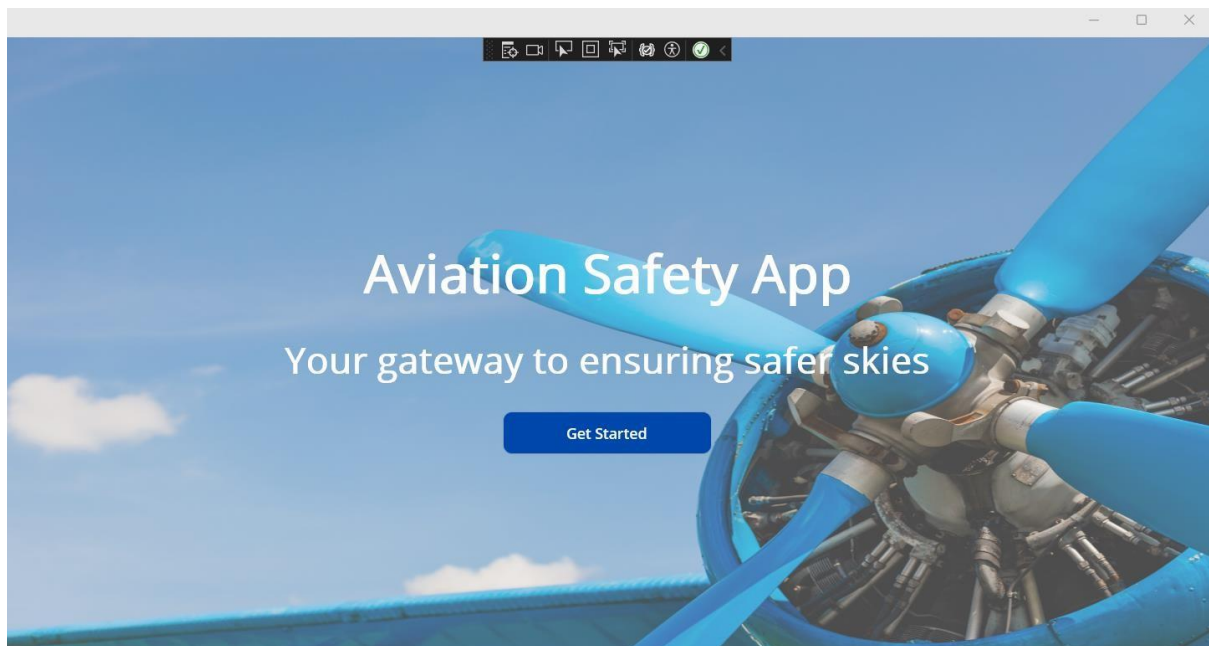 Aviation Safety App
Your gateway to ensuring safer skies
Get Started